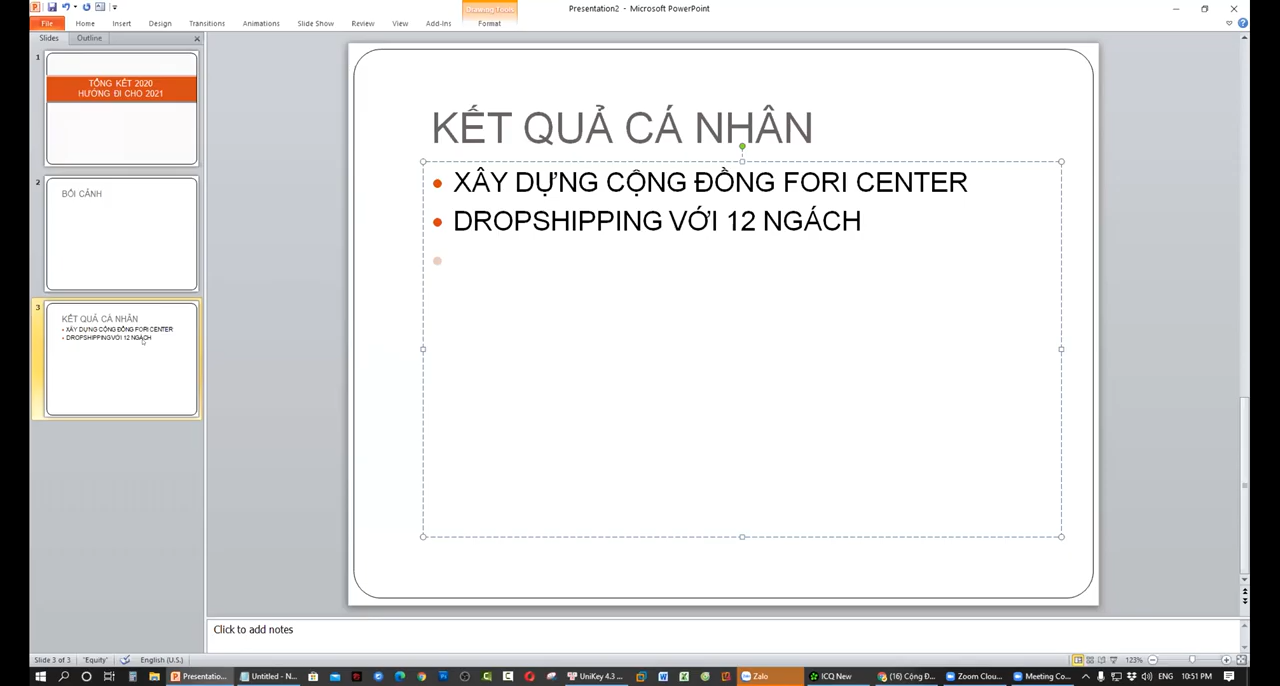 Drawing Tools
Presentation2 - Microsoft PowerPoint
File Home Insert Design Transitions Animations Slide Show Review View Add-Ins Format
Slides Outline
1
TỔNG KẾT 2020
HƯỚNG ĐI CHO 2021
2
BỐI CẢNH
3
KẾT QUẢ CÁ NHÂN
• XÂY DỰNG CỘNG ĐỒNG FORI CENTER
• DROPSHIPPING VỚI 12 NGÁCH
KẾT QUẢ CÁ NHÂN
• XÂY DỰNG CỘNG ĐỒNG FORI CENTER
• DROPSHIPPING VỚI 12 NGÁCH
Click to add notes
Slide 3 of 3 "Equity" English (U.S.) 123%
Presentatio... Untitled - N... UniKey 4.3 ... Zalo ICQ New (16) Cộng Đ... Zoom Clou... Meeting Co... ENG 10:51 PM